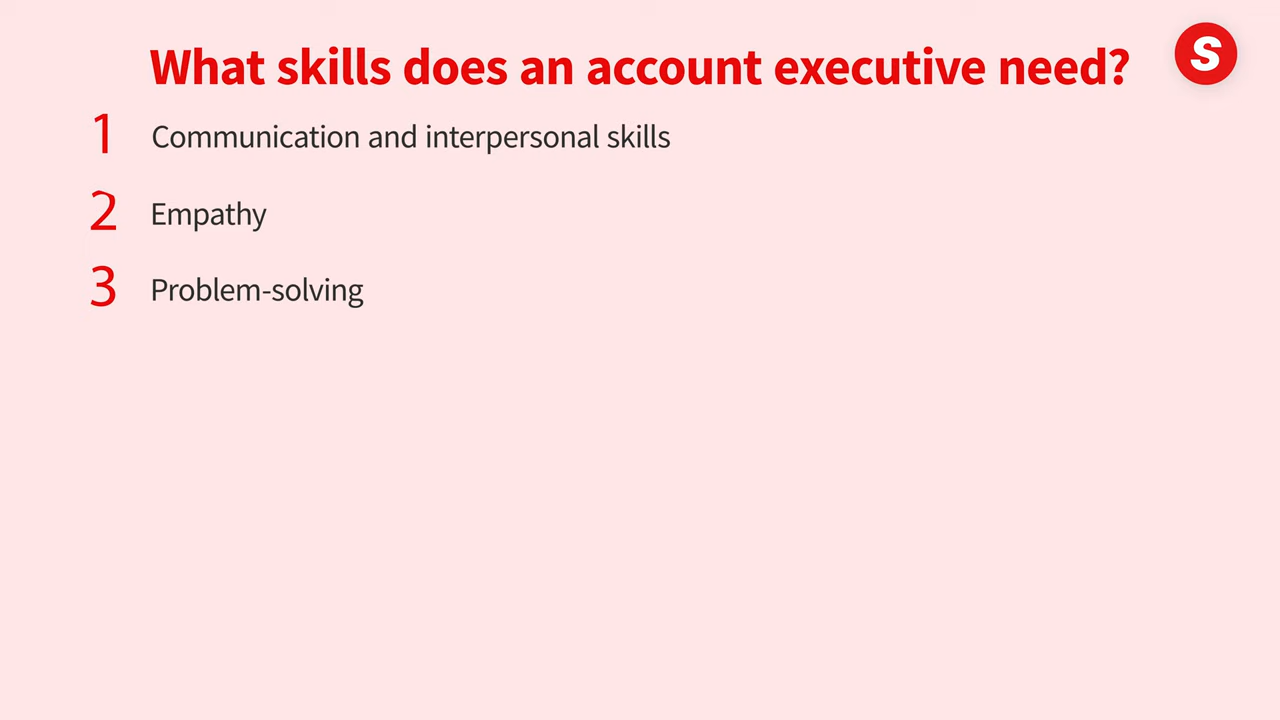 What skills does an account executive need?
S
1 Communication and interpersonal skills
2 Empathy
3 Problem-solving